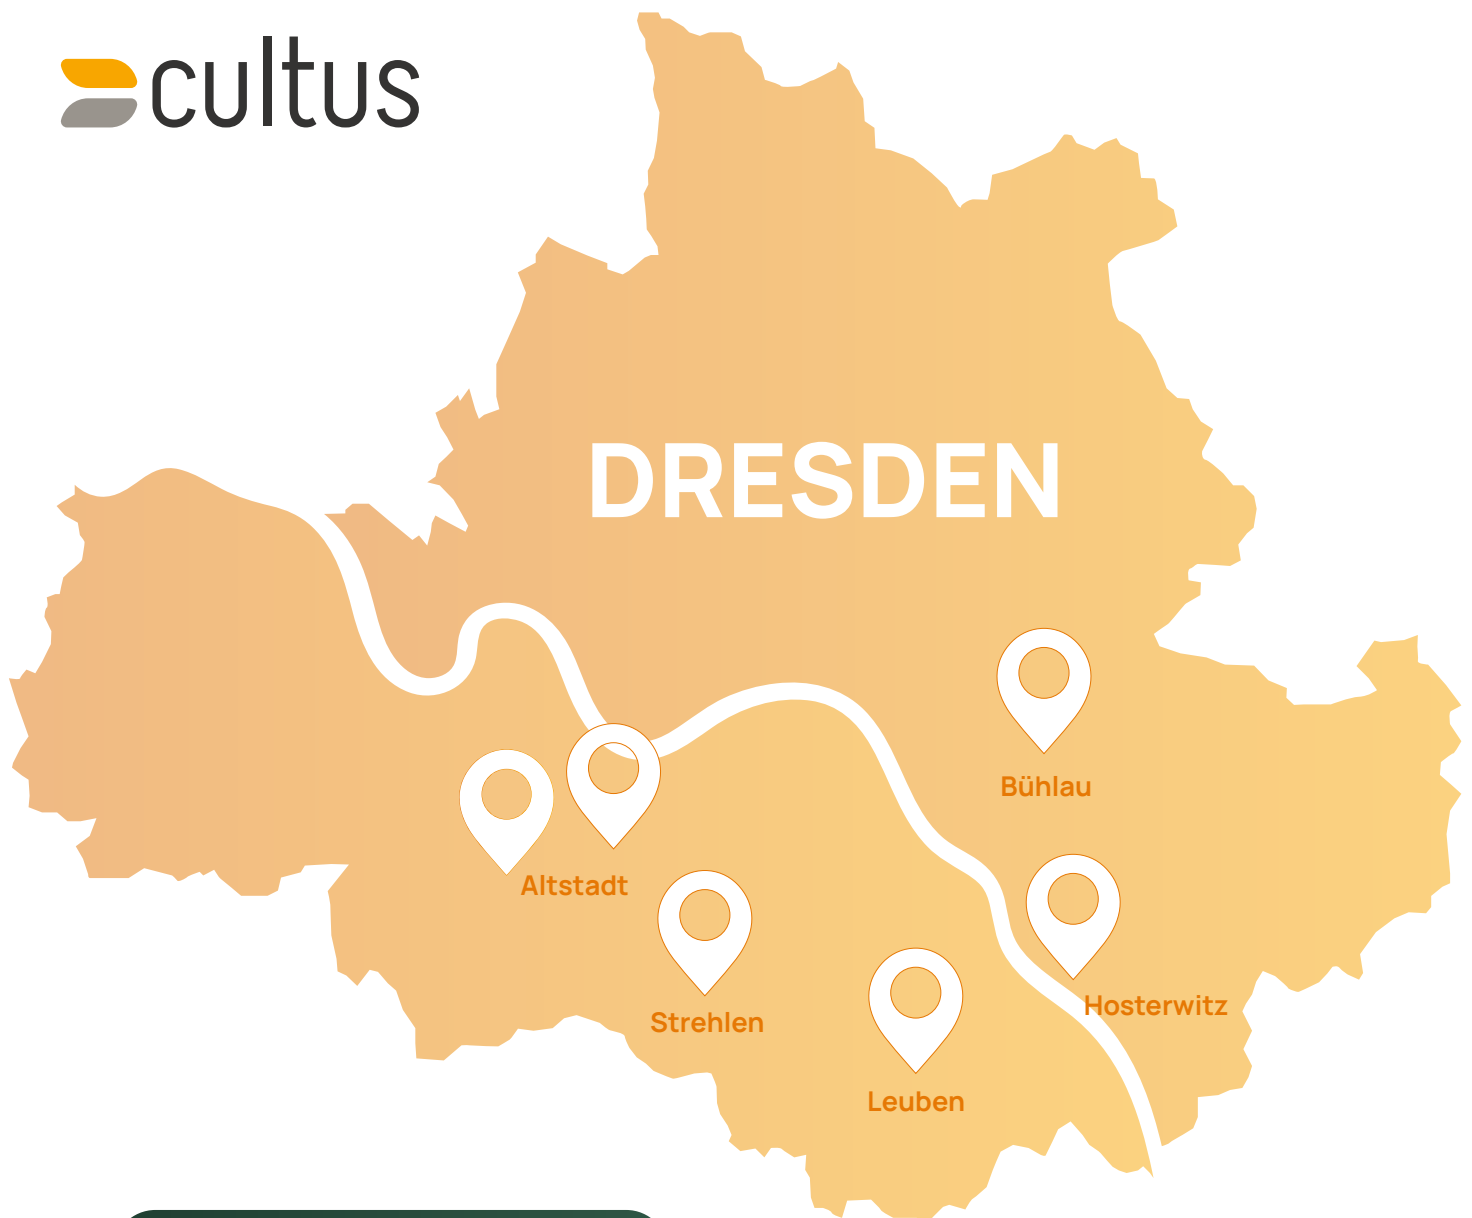 cultus
DRESDEN
Bühlau
Altstadt
Hosterwitz
Strehlen
Leuben